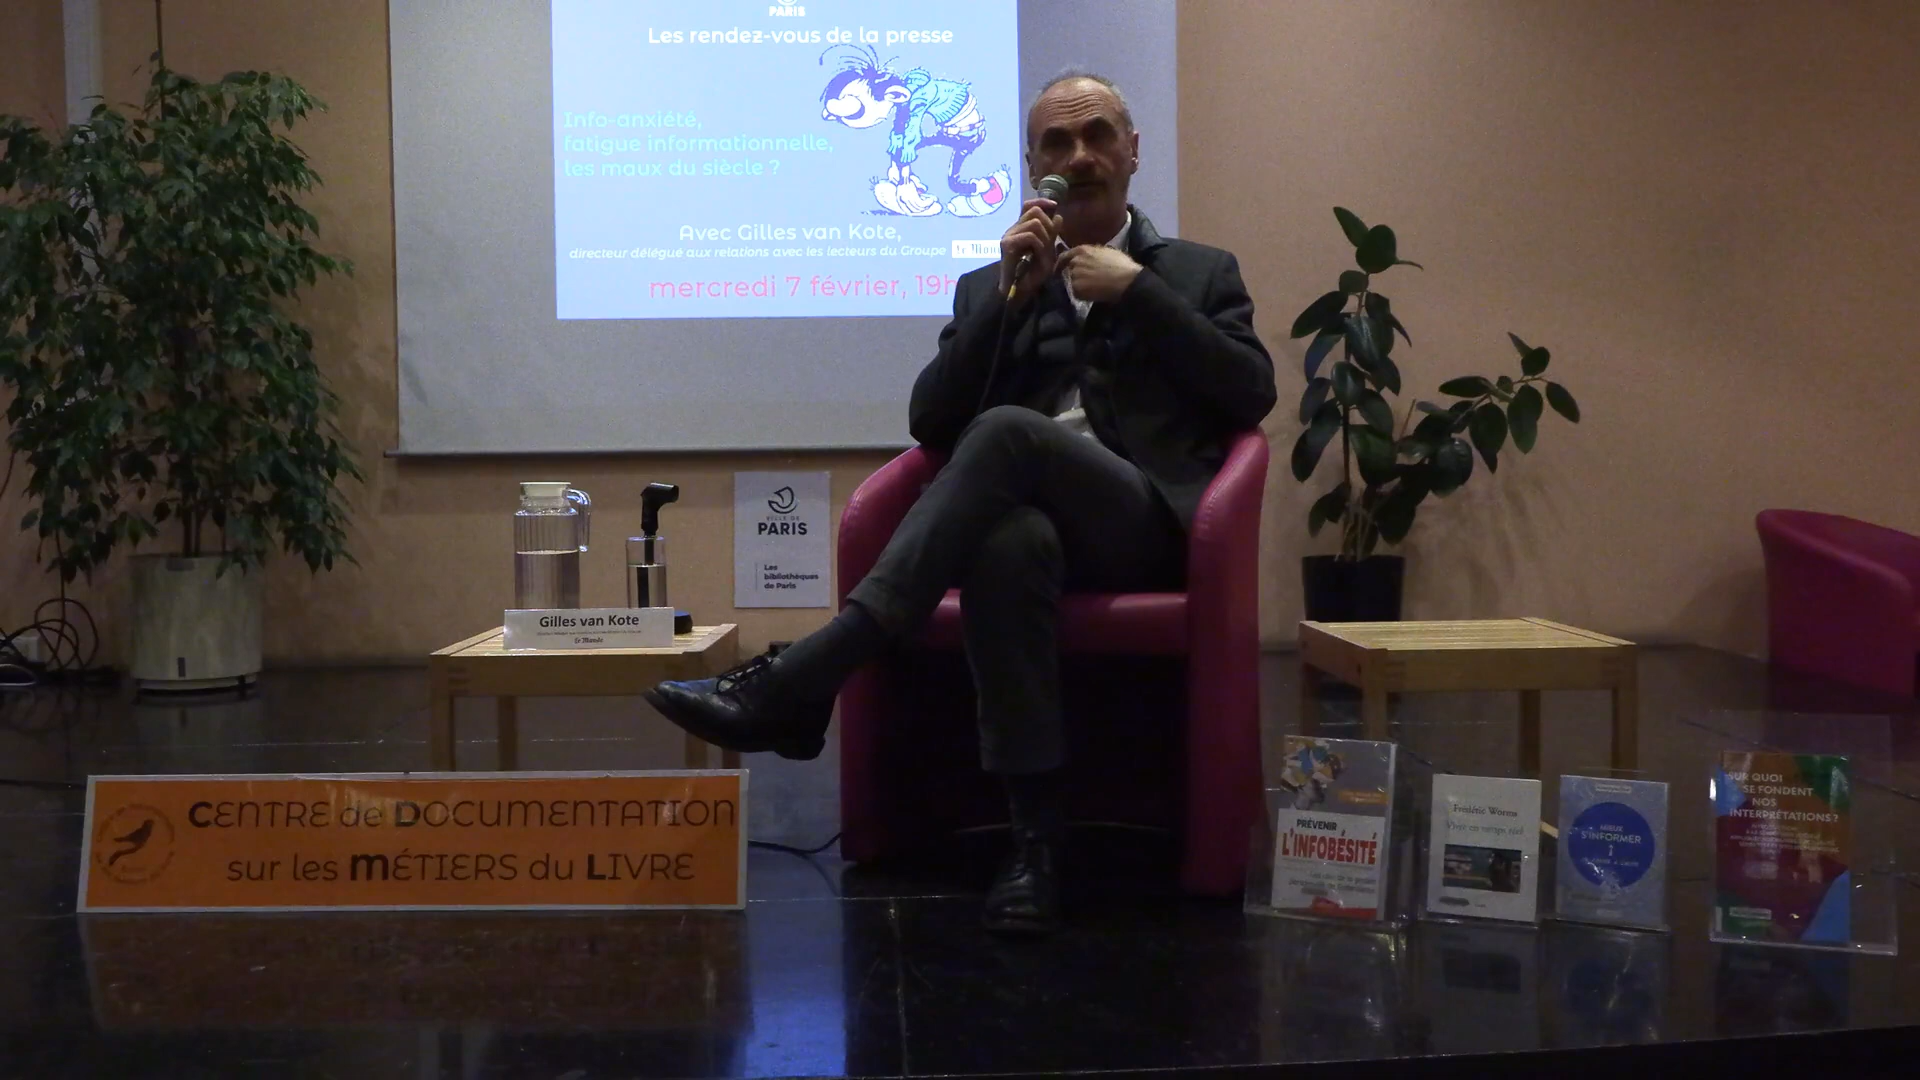 PARIS
Les rendez-vous de la presse
Info-anxiété,
fatigue informationnelle,
les maux du siècle ?
Avec Gilles van Kote,
directeur délégué aux relations avec les lecteurs du Groupe
mercredi 7 février, 19h
VILLE DE
PARIS
Les
bibliothèques
de Paris
Gilles van Kote
Le Monde
CENTRE de DOCUMENTATION
sur les MÉTIERS du LIVRE
PRÉVENIR
L'INFOBÉSITÉ
Frédéric Worms
Vivre en temps réel
MIEUX
S'INFORMER
SUR QUOI
SE FONDENT
NOS
INTERPRÉTATIONS ?